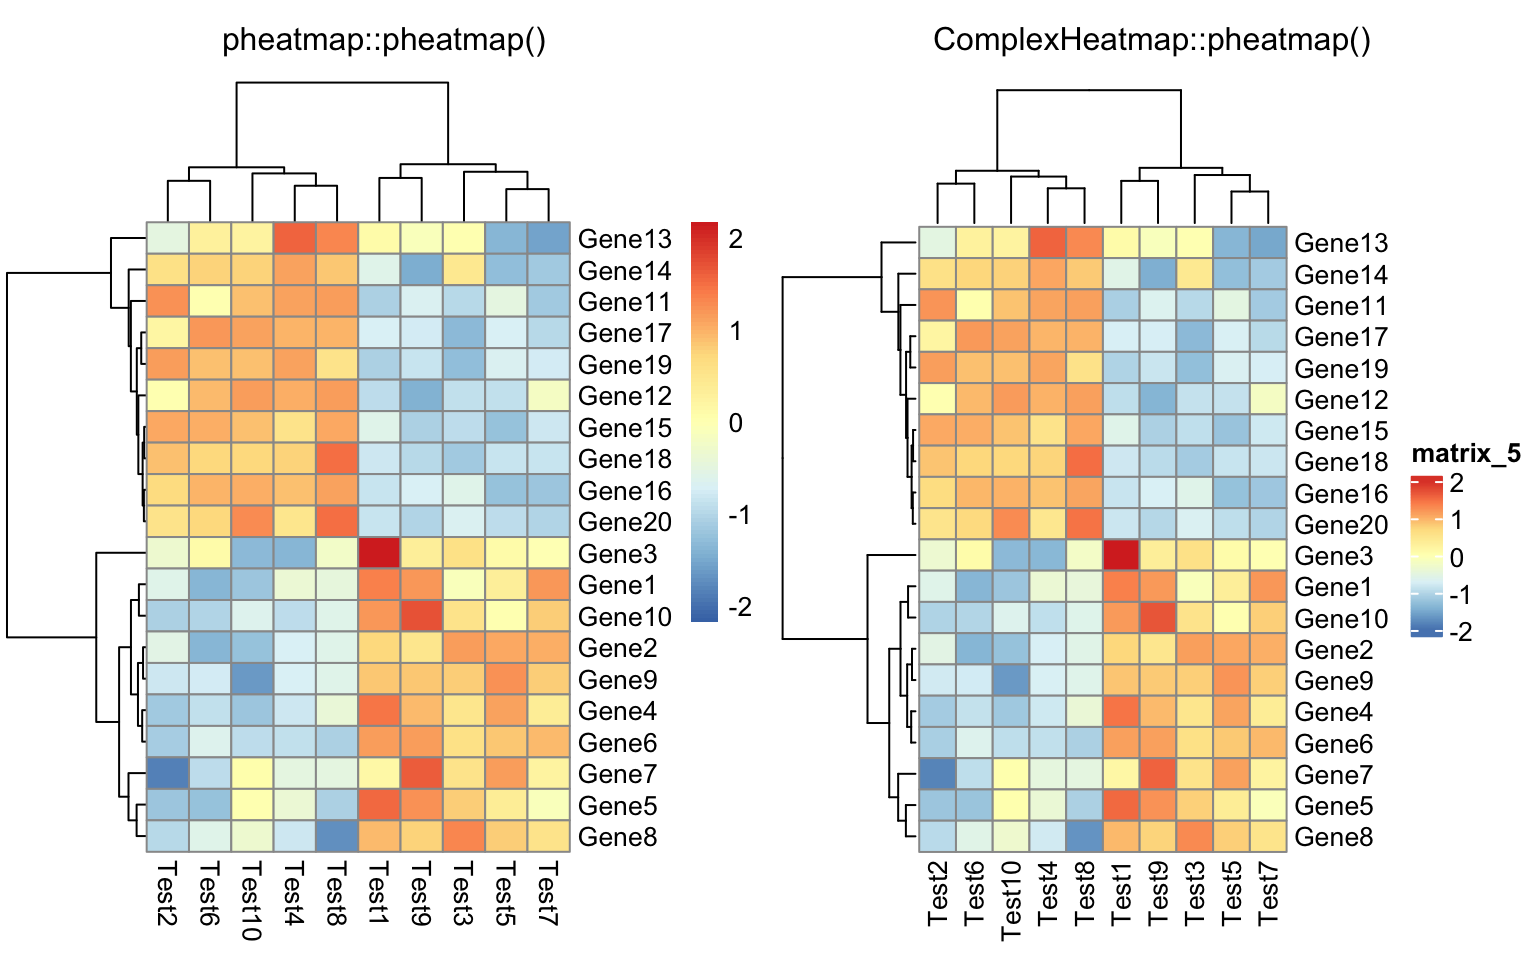 pheatmap::pheatmap()
Gene13
Gene14
Gene11
Gene17
Gene19
Gene12
Gene15
Gene18
Gene16
Gene20
Gene3
Gene1
Gene10
Gene2
Gene9
Gene4
Gene6
Gene7
Gene5
Gene8
Test2
Test6
Test10
Test4
Test8
Test1
Test9
Test3
Test5
Test7
2
1
0
-1
-2
ComplexHeatmap::pheatmap()
Gene13
Gene14
Gene11
Gene17
Gene19
Gene12
Gene15
Gene18
Gene16
Gene20
Gene3
Gene1
Gene10
Gene2
Gene9
Gene4
Gene6
Gene7
Gene5
Gene8
Test2
Test6
Test10
Test4
Test8
Test1
Test9
Test3
Test5
Test7
matrix_5
2
1
0
-1
-2